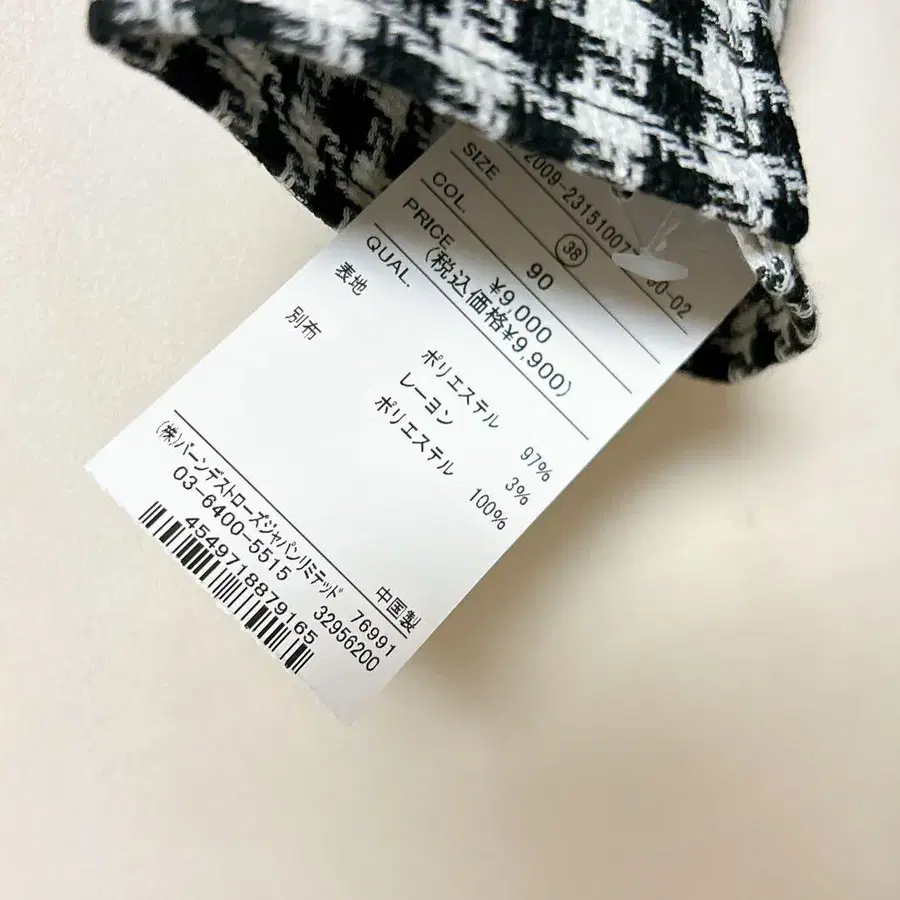 2009-2315100
90-02
SIZE 38
COL. 90
PRICE ¥9,000
(税込価格¥9,900)
QUAL.
表地 ポリエステル 97%
レーヨン 3%
別布 ポリエステル 100%
中国製
(株)バーンデストローズジャパンリミテッド
03-6400-5515 76991
4549718879165 32956200